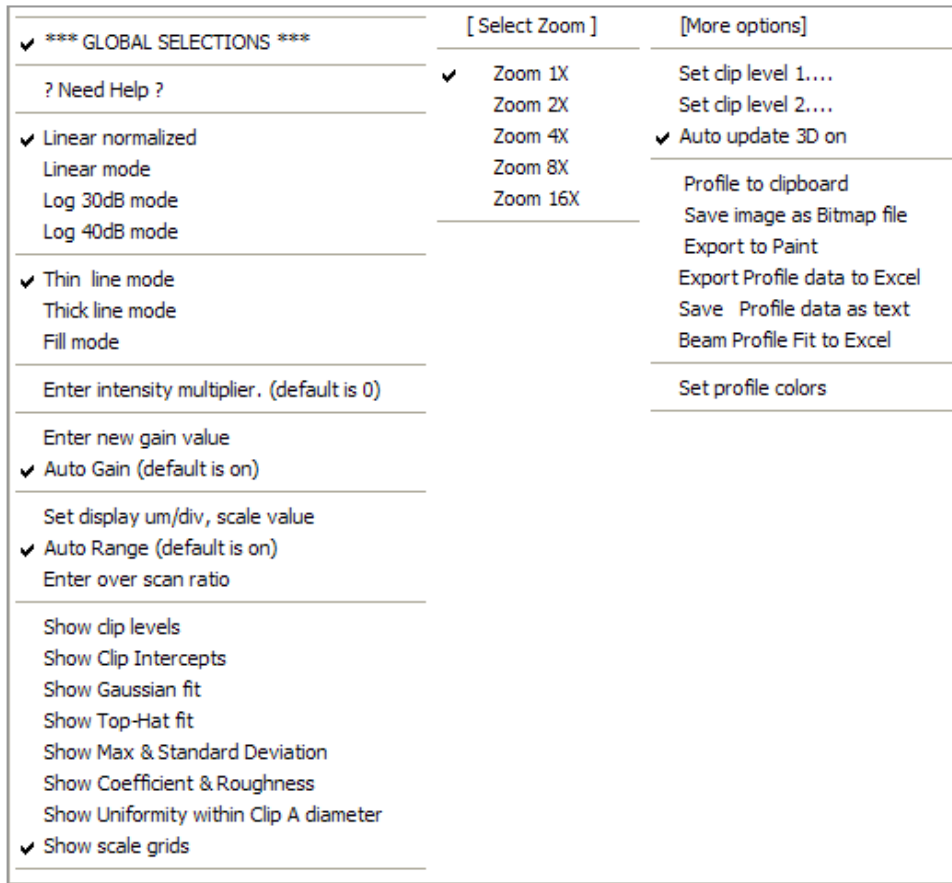 *** GLOBAL SELECTIONS ***
? Need Help ?
Linear normalized
Linear mode
Log 30dB mode
Log 40dB mode
Thin  line mode
Thick line mode
Fill mode
Enter intensity multiplier. (default is 0)
Enter new gain value
Auto Gain (default is on)
Set display um/div, scale value
Auto Range (default is on)
Enter over scan ratio
Show clip levels
Show Clip Intercepts
Show Gaussian fit
Show Top-Hat fit
Show Max & Standard Deviation
Show Coefficient & Roughness
Show Uniformity within Clip A diameter
Show scale grids
[ Select Zoom ]
Zoom 1X
Zoom 2X
Zoom 4X
Zoom 8X
Zoom 16X
[More options]
Set clip level 1....
Set clip level 2....
Auto update 3D on
Profile to clipboard
Save image as Bitmap file
Export to Paint
Export Profile data to Excel
Save   Profile data as text
Beam Profile Fit to Excel
Set profile colors